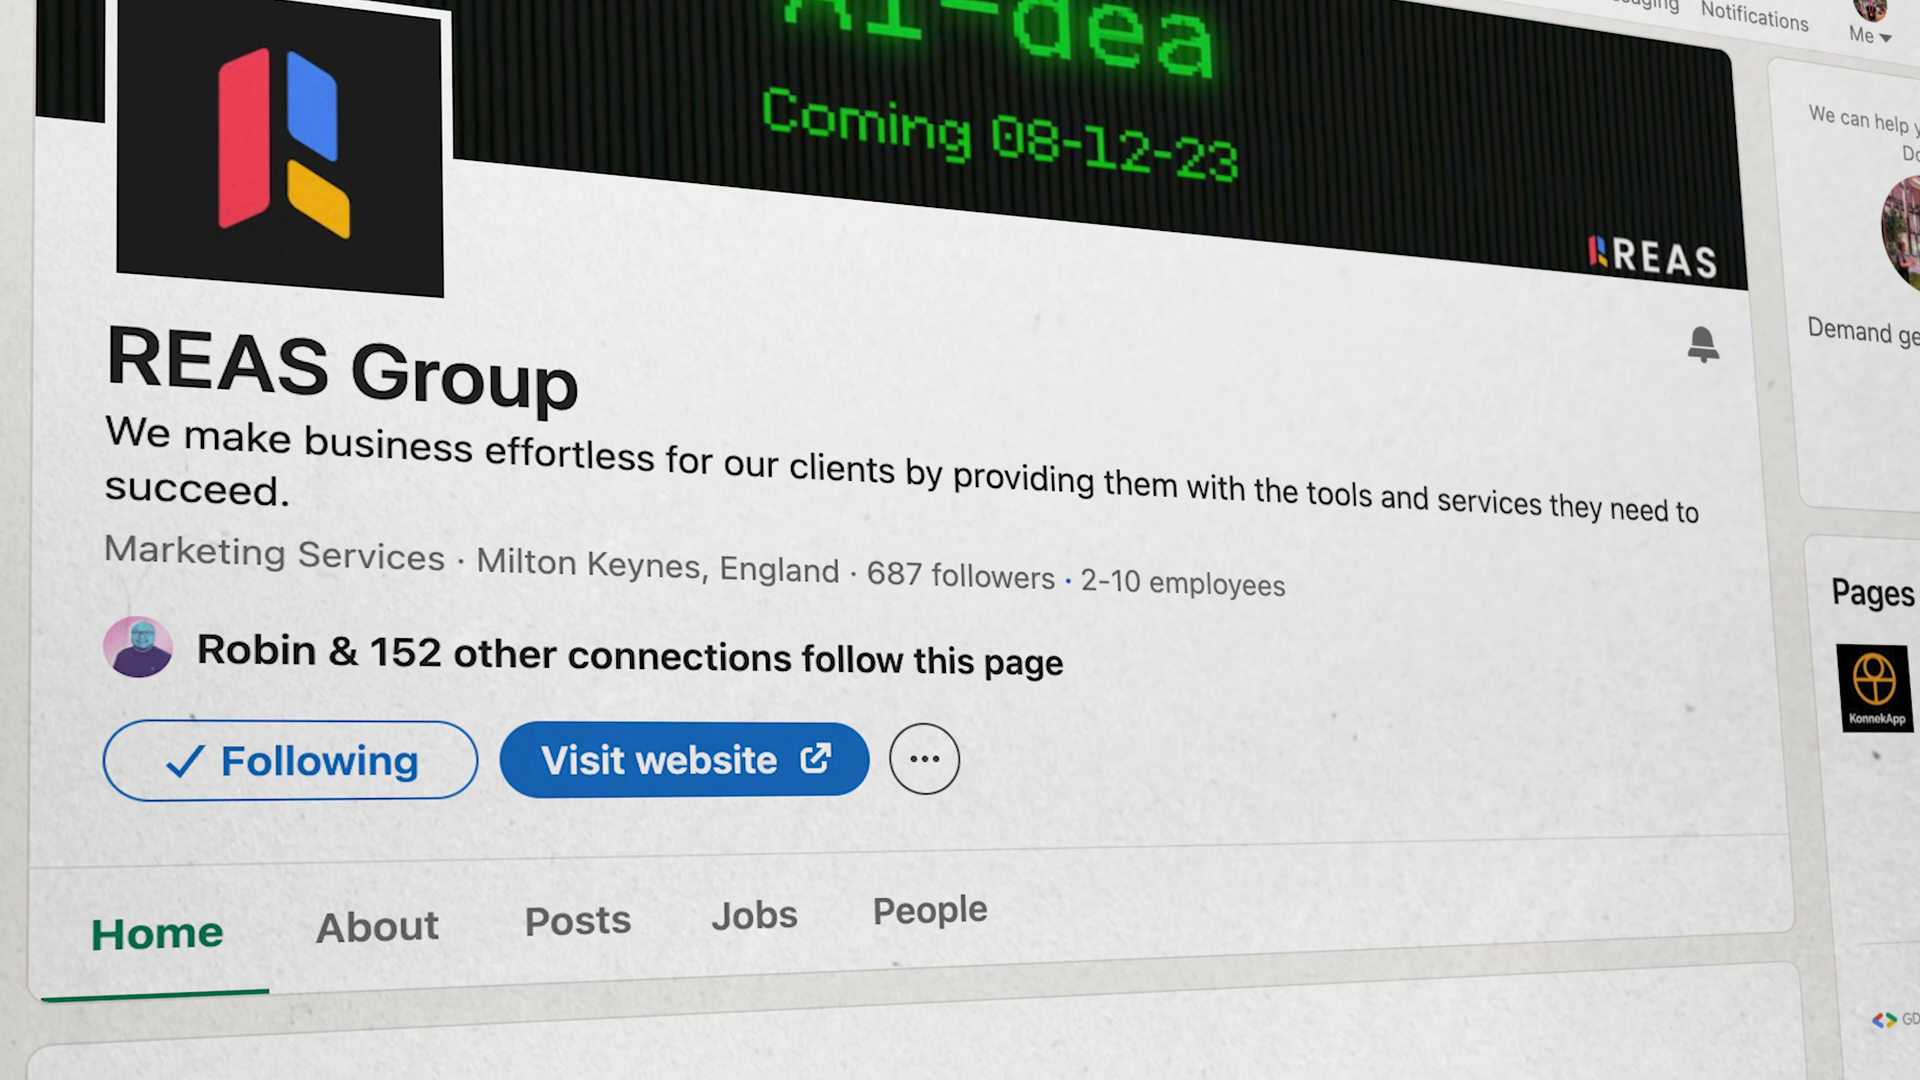 AI-dea
Coming 08-12-23
REAS
Notifications
Me
We can help
REAS Group
We make business effortless for our clients by providing them with the tools and services they need to
succeed.
Marketing Services · Milton Keynes, England · 687 followers · 2-10 employees
Robin & 152 other connections follow this page
Following
Visit website
Home
About
Posts
Jobs
People
Demand
Pages
KonnekApp